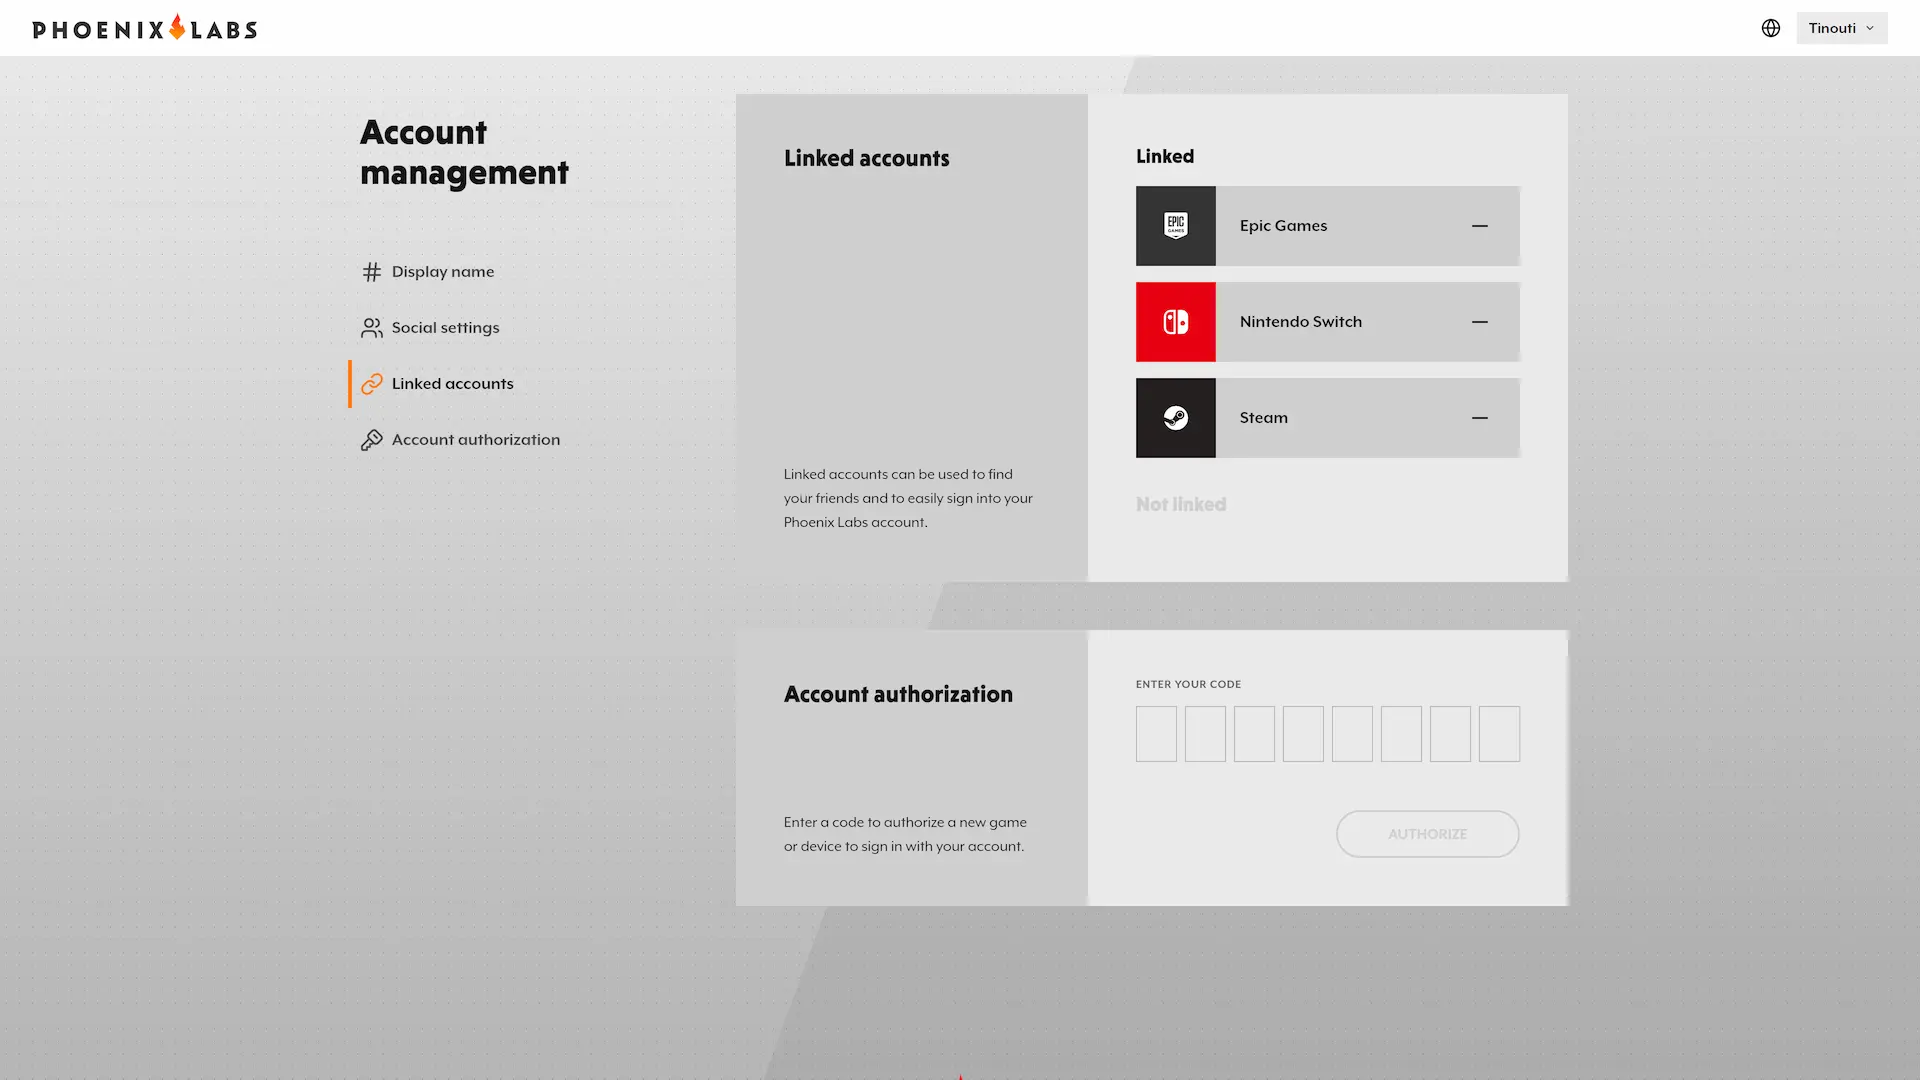 PHOENIX LABS
Tinouti
Account
management
Display name
Social settings
Linked accounts
Account authorization
Linked accounts
Linked accounts can be used to find
your friends and to easily sign into your
Phoenix Labs account.
Linked
EPIC
GAMES
Epic Games
Nintendo Switch
Steam
Not linked
Account authorization
Enter a code to authorize a new game
or device to sign in with your account.
ENTER YOUR CODE
AUTHORIZE